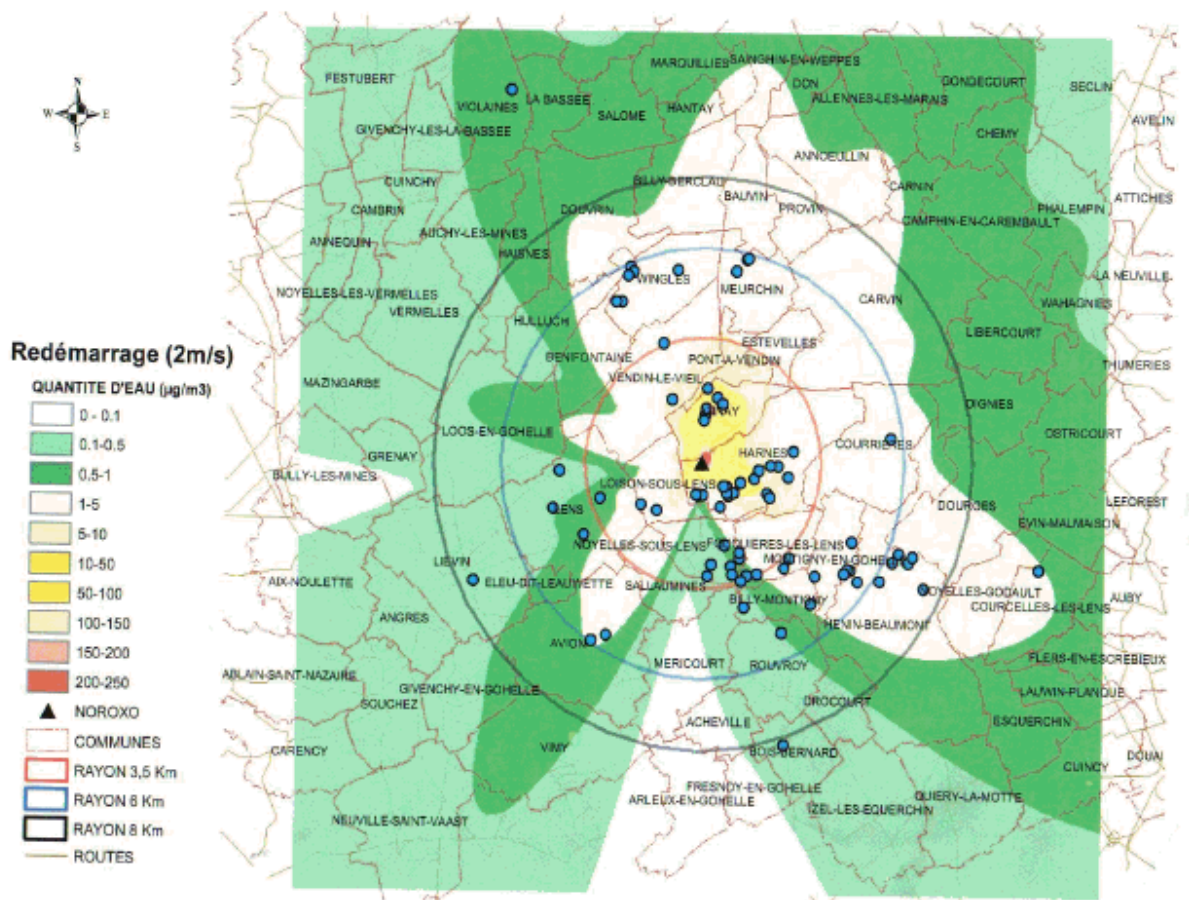 N
W E
S
Redémarrage (2m/s)
QUANTITE D'EAU (µg/m3)
0 - 0.1
0.1-0.5
0.5-1
1-5
5-10
10-50
50-100
100-150
150-200
200-250
NOROXO
COMMUNES
RAYON 3,5 Km
RAYON 6 Km
RAYON 8 Km
ROUTES
SAINGHIN-EN-WEPPES
MARQUILLIES
FESTUBERT
DON
GONDECOURT
SECLIN
LA BASSEE
VIOLAINES
HANTAY
ALLENNES-LES-MARAIS
SALOME
AVELIN
GIVENCHY-LES-LA-BASSEE
CHEMY
ANNOEULLIN
CUINCHY
BILLY-BERCLAU
CARNIN
BAUVIN
ATTICHES
CAMBRIN
DOUVRIN
PROVIN
PHALEMPIN
CAMPHIN-EN-CAREMBAULT
AUCHY-LES-MINES
ANNEQUIN
HAISNES
LA NEUVILLE
WINGLES
MEURCHIN
NOYELLES-LES-VERMELLES
CARVIN
WAHAGNIES
VERMELLES
HULLUCH
LIBERCOURT
ESTEVELLES
BENIFONTAINE
PONT-A-VENDIN
THUMERIES
VENDIN-LE-VIEIL
MAZINGARBE
OIGNIES
LOOS-EN-GOHELLE
OSTRICOURT
COURRIERES
GRENAY
HARNES
BULLY-LES-MINES
LOISON-SOUS-LENS
LEFOREST
DOURGES
LENS
EVIN-MALMAISON
NOYELLES-SOUS-LENS
FOUQUIERES-LES-LENS
LIEVIN
MONTIGNY-EN-GOHELLE
AIX-NOULETTE
ELEU-DIT-LEAUWETTE
SALLAUMINES
NOYELLES-GODAULT
AUBY
BILLY-MONTIGNY
COURCELLES-LES-LENS
ANGRES
HENIN-BEAUMONT
AVION
MERICOURT
ROUVROY
FLERS-EN-ESCREBIEUX
ABLAIN-SAINT-NAZAIRE
GIVENCHY-EN-GOHELLE
LAUWIN-PLANQUE
SOUCHEZ
DROCOURT
ACHEVILLE
ESQUERCHIN
CARENCY
VIMY
BOIS-BERNARD
DOUAI
CUINCY
FRESNOY-EN-GOHELLE
ARLEUX-EN-GOHELLE
QUIERY-LA-MOTTE
IZEL-LES-EQUERCHIN
NEUVILLE-SAINT-VAAST